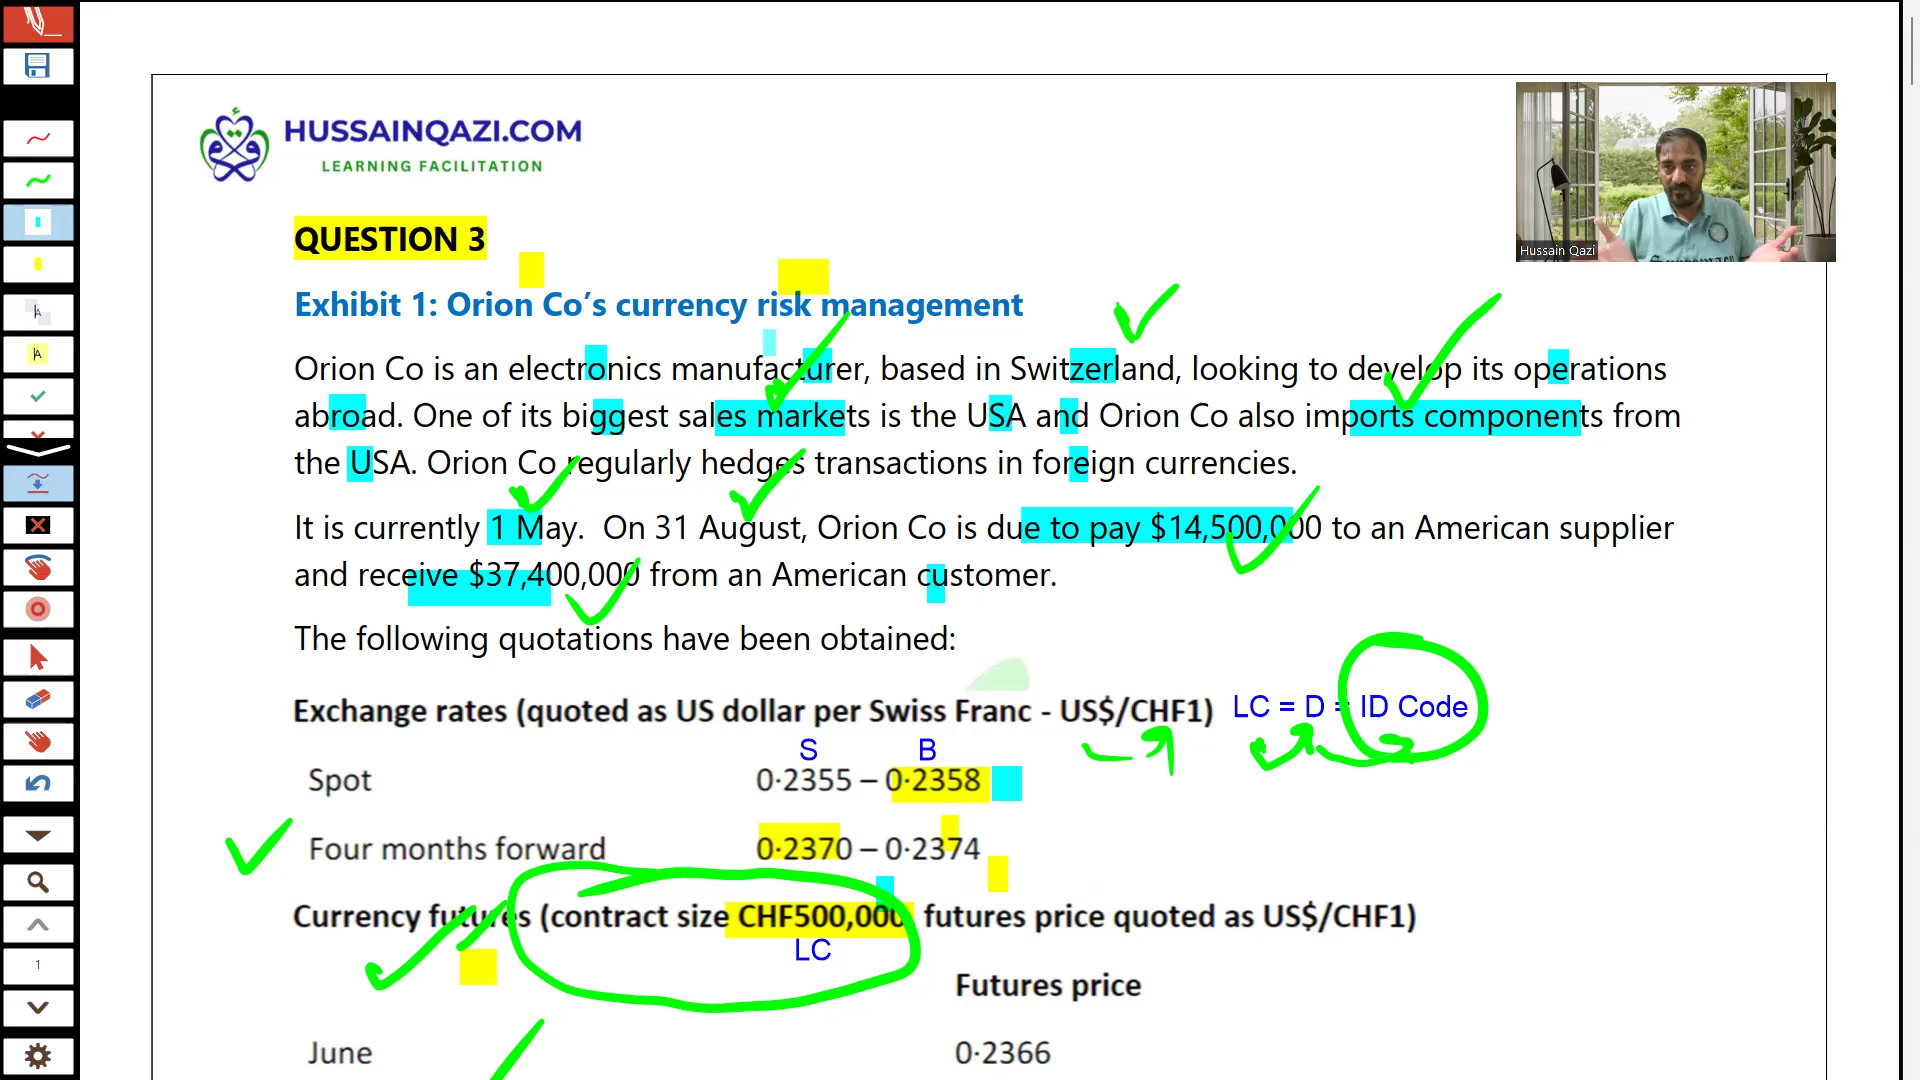 HUSSAINQAZI.COM
LEARNING FACILITATION
Hussain Qazi
QUESTION 3
Exhibit 1: Orion Co’s currency risk management
Orion Co is an electronics manufacturer, based in Switzerland, looking to develop its operations
abroad. One of its biggest sales markets is the USA and Orion Co also imports components from
the USA. Orion Co regularly hedges transactions in foreign currencies.
It is currently 1 May. On 31 August, Orion Co is due to pay $14,500,000 to an American supplier
and receive $37,400,000 from an American customer.
The following quotations have been obtained:
Exchange rates (quoted as US dollar per Swiss Franc - US$/CHF1) LC = D = ID Code
S B
Spot 0·2355 – 0·2358
Four months forward 0·2370 – 0·2374
Currency futures (contract size CHF500,000 futures price quoted as US$/CHF1)
LC
Futures price
June 0·2366
1